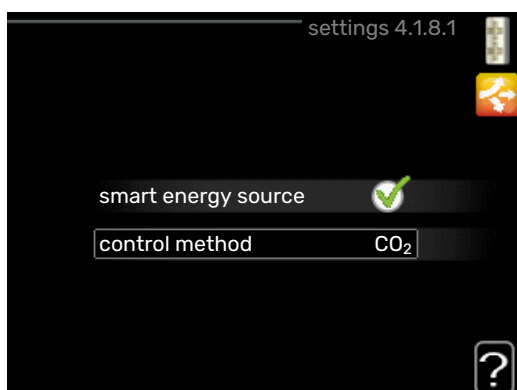 settings 4.1.8.1
smart energy source
control method CO₂
?